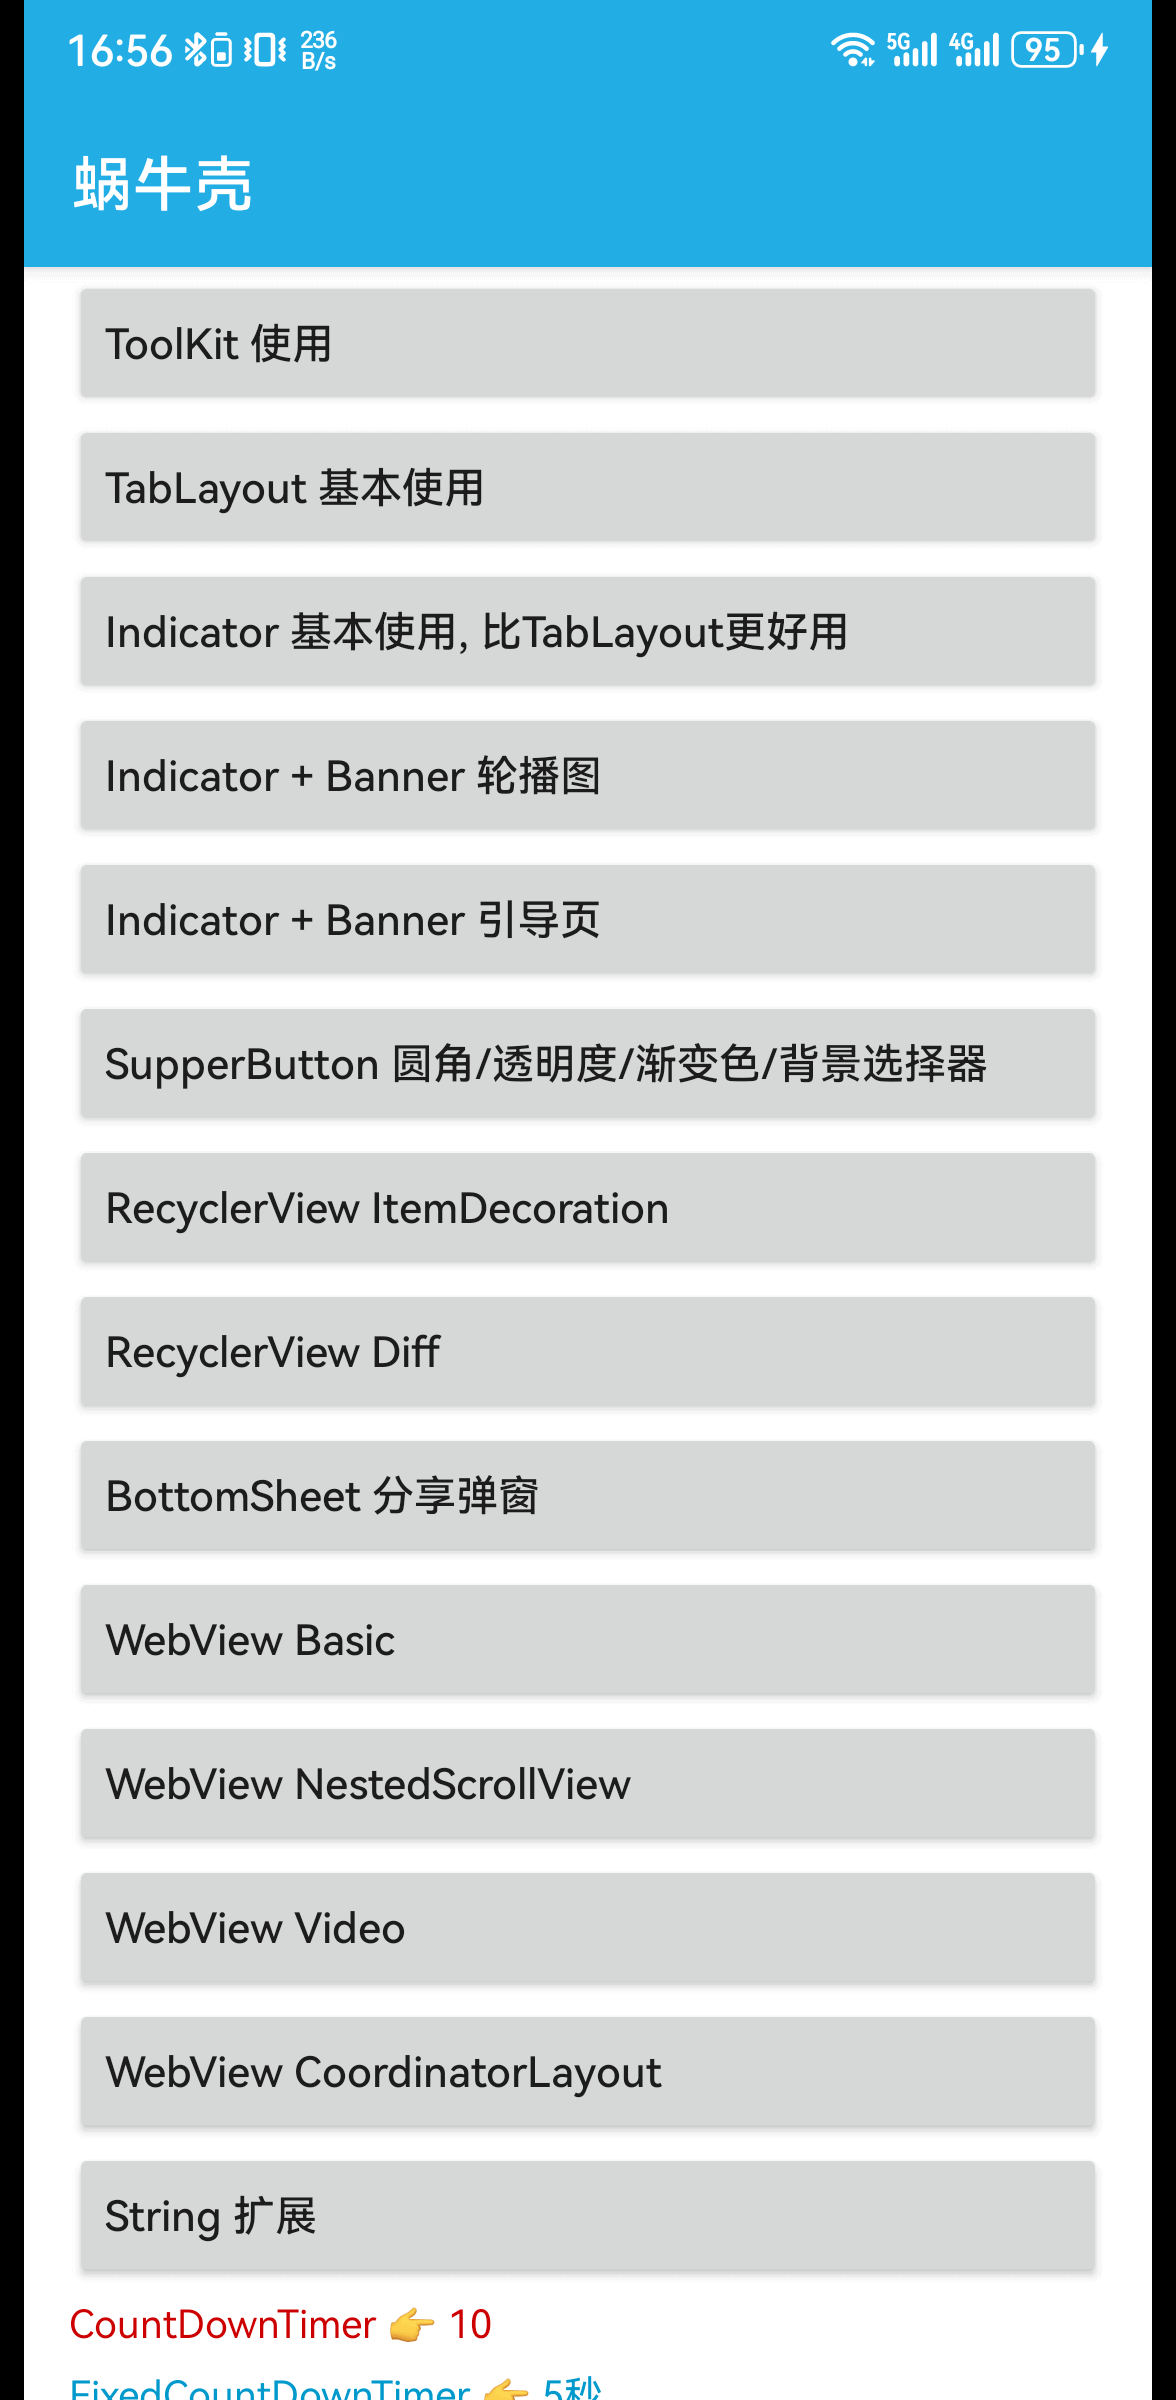 16:56 236 B/s 5G 4G 95
蜗牛壳
ToolKit 使用
TabLayout 基本使用
Indicator 基本使用, 比TabLayout更好用
Indicator + Banner 轮播图
Indicator + Banner 引导页
SupperButton 圆角/透明度/渐变色/背景选择器
RecyclerView ItemDecoration
RecyclerView Diff
BottomSheet 分享弹窗
WebView Basic
WebView NestedScrollView
WebView Video
WebView CoordinatorLayout
String 扩展
CountDownTimer 👉 10
FixedCountDownTimer 👉 5秒